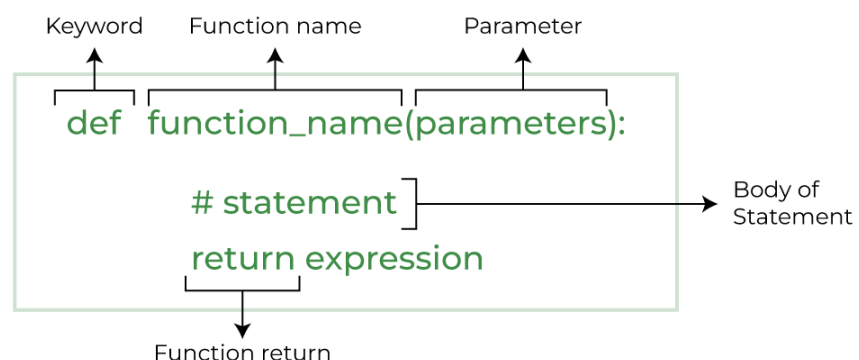 Keyword Function name Parameter
def function_name(parameters):
# statement
Body of
Statement
return expression
Function return